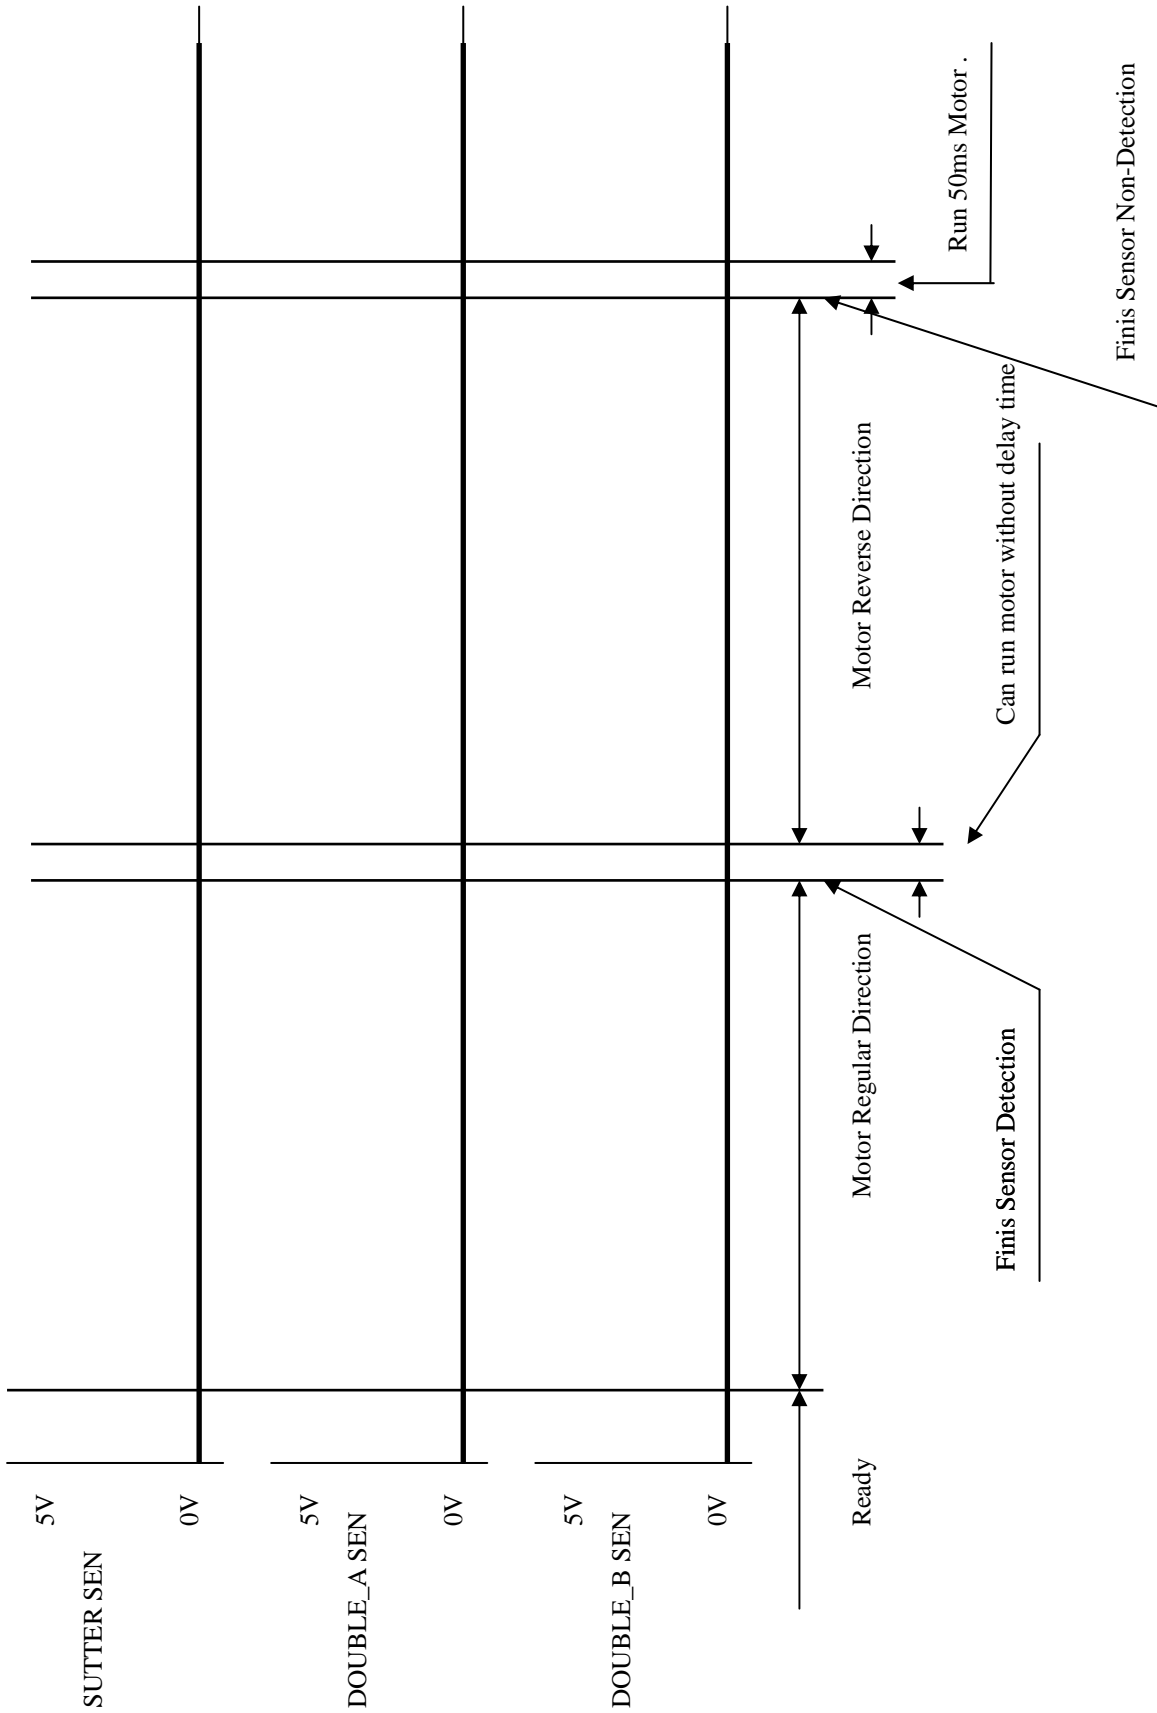 SUTTER SEN
5V
0V
DOUBLE_A SEN
5V
0V
DOUBLE_B SEN
5V
0V
Ready
Motor Regular Direction
Motor Reverse Direction
Run 50ms Motor .
Finis Sensor Detection
Can run motor without delay time
Finis Sensor Non-Detection